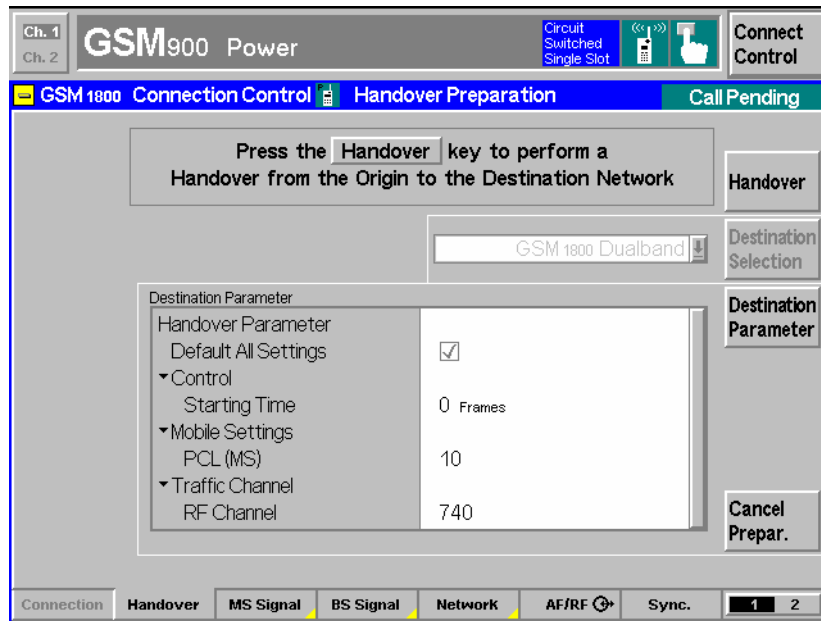 Ch. 1
Ch. 2
GSM900 Power
Circuit
Switched
Single Slot
Connect
Control
GSM 1800 Connection Control Handover Preparation Call Pending
Press the Handover key to perform a
Handover from the Origin to the Destination Network
Handover
GSM 1800 Dualband
Destination
Selection
Destination Parameter
Destination
Parameter
Handover Parameter
Default All Settings
Control
Starting Time 0 Frames
Mobile Settings
PCL (MS) 10
Traffic Channel
RF Channel 740
Cancel
Prepar.
Connection Handover MS Signal BS Signal Network AF/RF Sync. 1 2